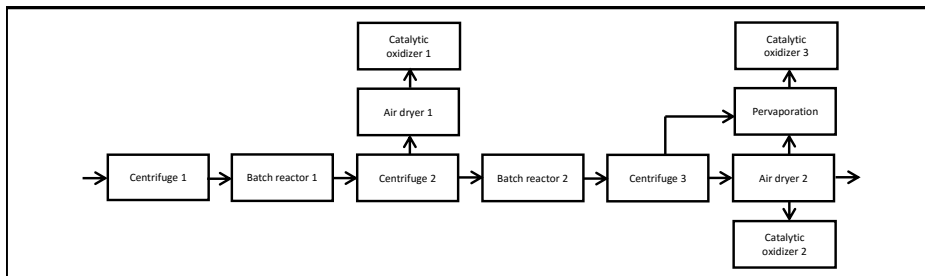 Catalytic
oxidizer 1
Catalytic
oxidizer 3
Air dryer 1
Pervaporation
Centrifuge 1
Batch reactor 1
Centrifuge 2
Batch reactor 2
Centrifuge 3
Air dryer 2
Catalytic
oxidizer 2